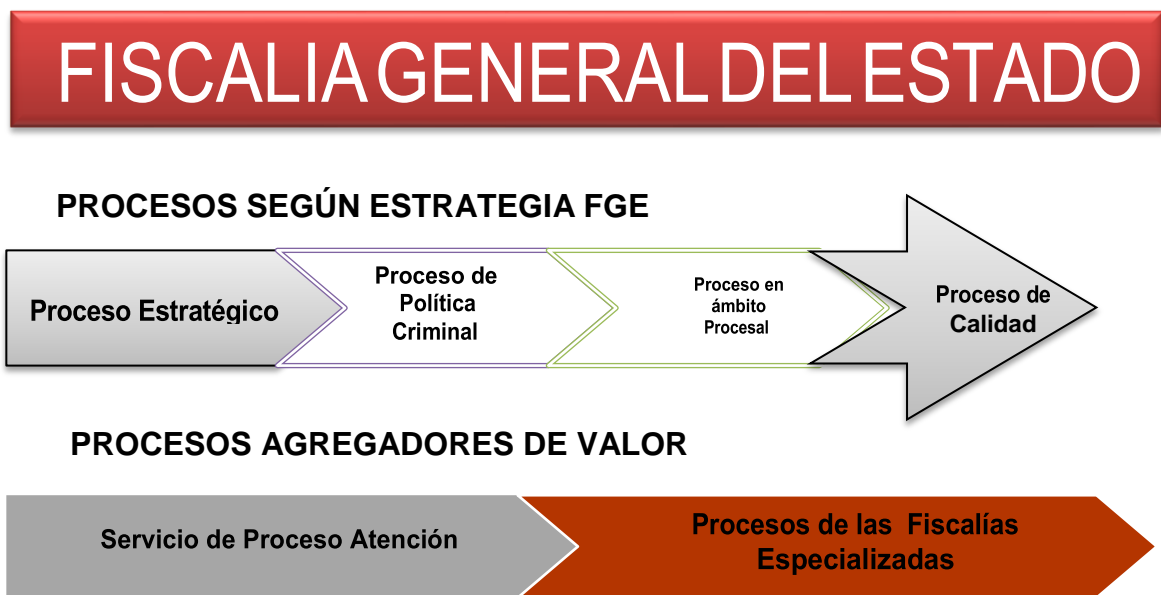 FISCALIA GENERAL DEL ESTADO
PROCESOS SEGÚN ESTRATEGIA FGE
Proceso Estratégico
Proceso de
Política
Criminal
Proceso en
ámbito
Procesal
Proceso de
Calidad
PROCESOS AGREGADORES DE VALOR
Servicio de Proceso Atención
Procesos de las Fiscalías
Especializadas